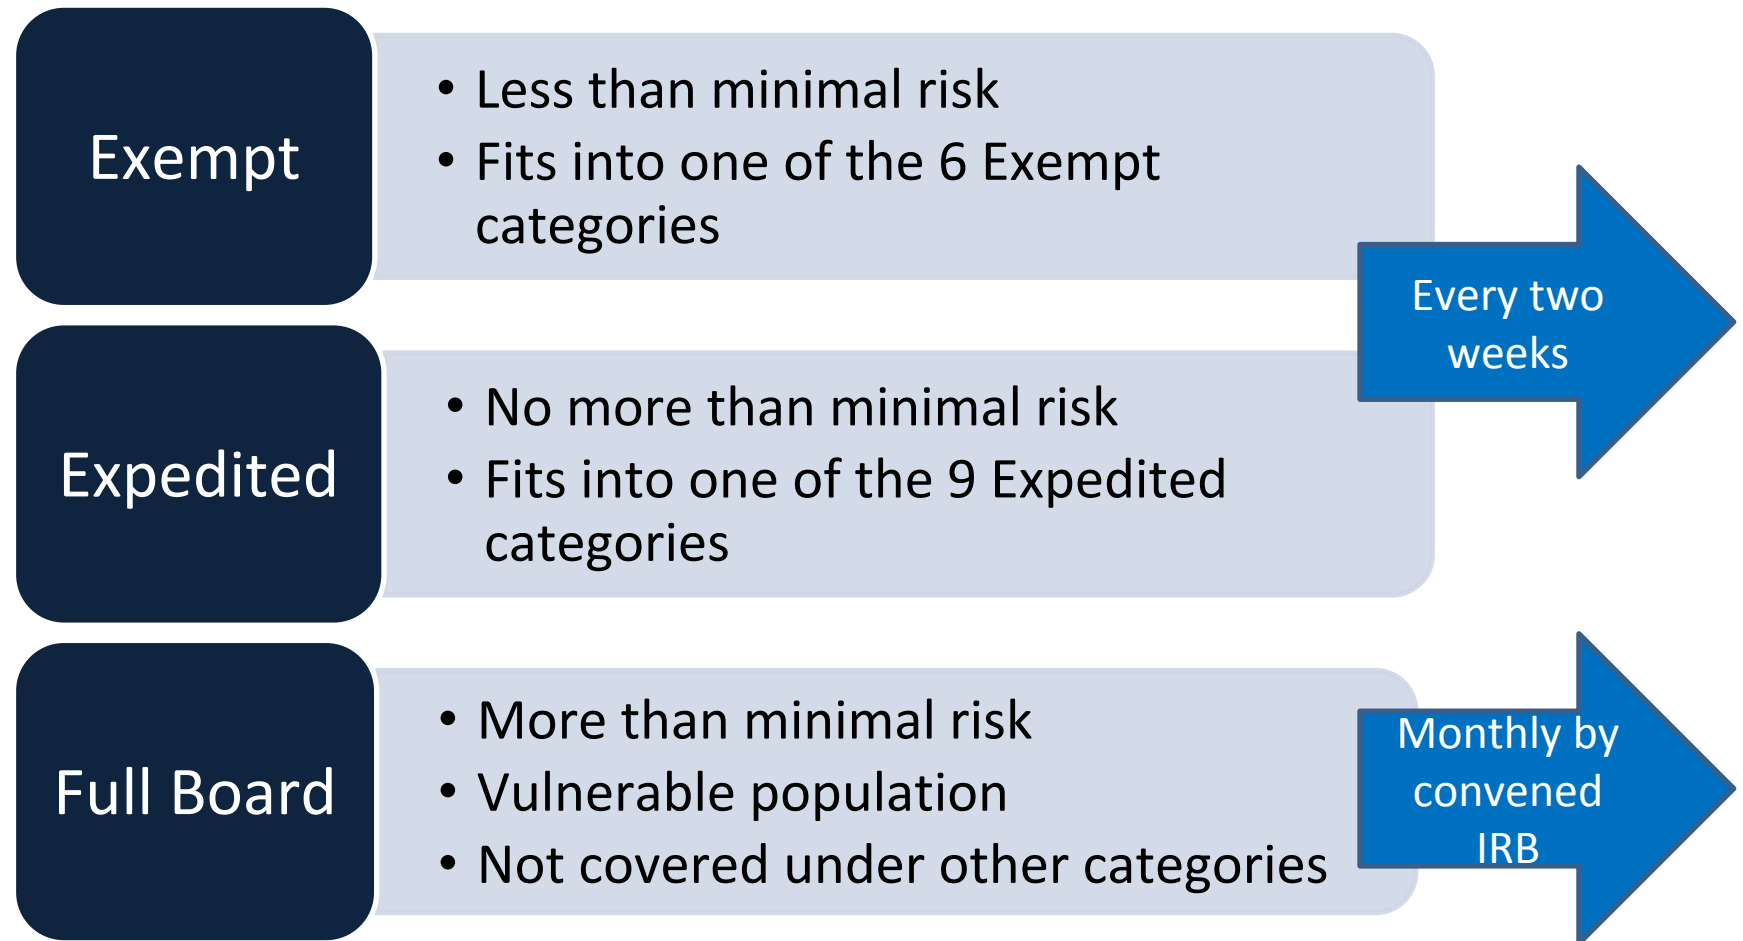 Exempt
• Less than minimal risk
• Fits into one of the 6 Exempt
categories
Every two
weeks
Expedited
• No more than minimal risk
• Fits into one of the 9 Expedited
categories
Full Board
• More than minimal risk
• Vulnerable population
• Not covered under other categories
Monthly by
convened
IRB